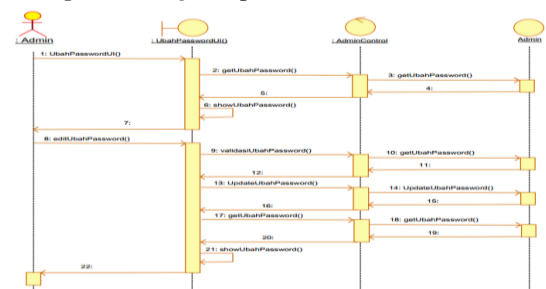 : Admin
: UbahPasswordUI()
: AdminControl
Admin
1: UbahPasswordUI()
2: getUbahPassword()
3: getUbahPassword()
4:
5:
6: showUbahPassword()
7:
8: editUbahPassword()
9: validasiUbahPassword()
10: getUbahPassword()
11:
12:
13: UpdateUbahPassword()
14: UpdateUbahPassword()
15:
16:
17: getUbahPassword()
18: getUbahPassword()
19:
20:
21: showUbahPassword()
22: